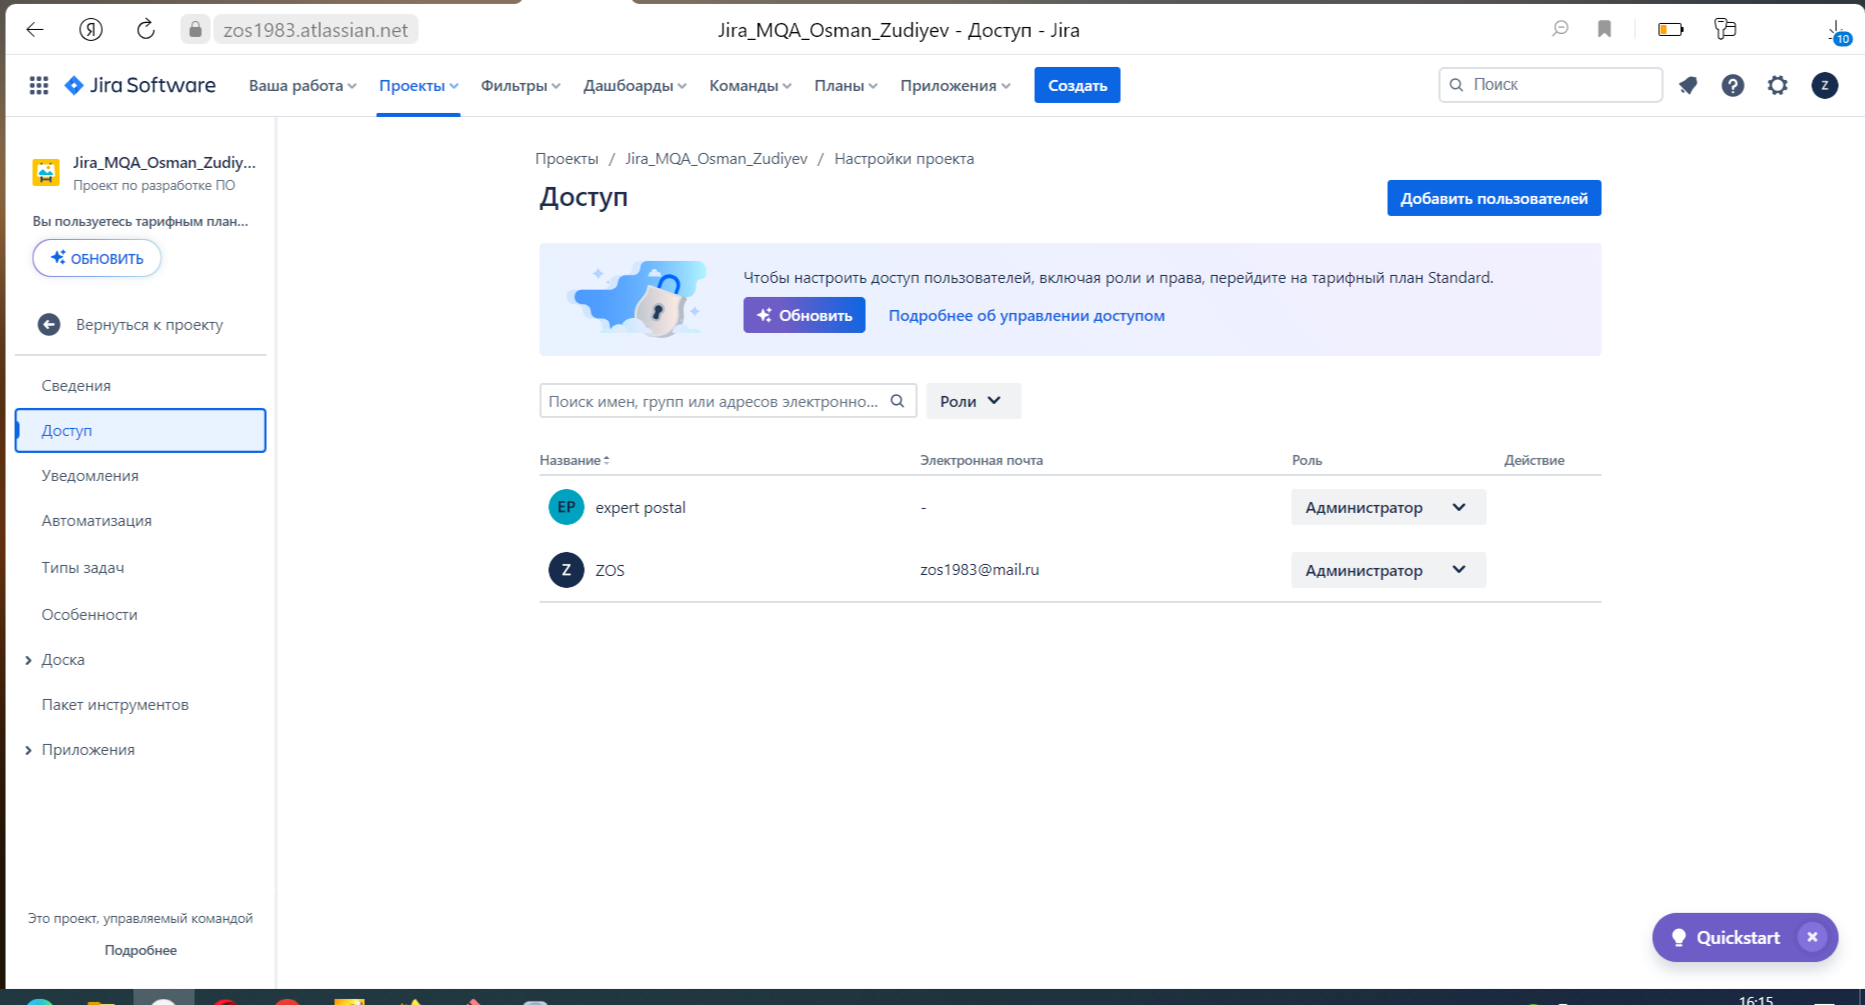 Я
zos1983.atlassian.net
Jira_MQA_Osman_Zudiyev - Доступ - Jira
10
Jira Software
Ваша работа
Проекты
Фильтры
Дашборды
Команды
Планы
Приложения
Создать
Поиск
Z
Jira_MQA_Osman_Zudiy...
Проект по разработке ПО
Вы пользуетесь тарифным план...
ОБНОВИТЬ
Вернуться к проекту
Сведения
Доступ
Уведомления
Автоматизация
Типы задач
Особенности
Доска
Пакет инструментов
Приложения
Это проект, управляемый командой
Подробнее
Проекты / Jira_MQA_Osman_Zudiyev / Настройки проекта
Доступ
Добавить пользователей
Чтобы настроить доступ пользователей, включая роли и права, перейдите на тарифный план Standard.
Обновить
Подробнее об управлении доступом
Поиск имен, групп или адресов электронно...
Роли
Название Электронная почта Роль Действие
EP expert postal - Администратор
Z ZOS zos1983@mail.ru Администратор
Quickstart
16:15